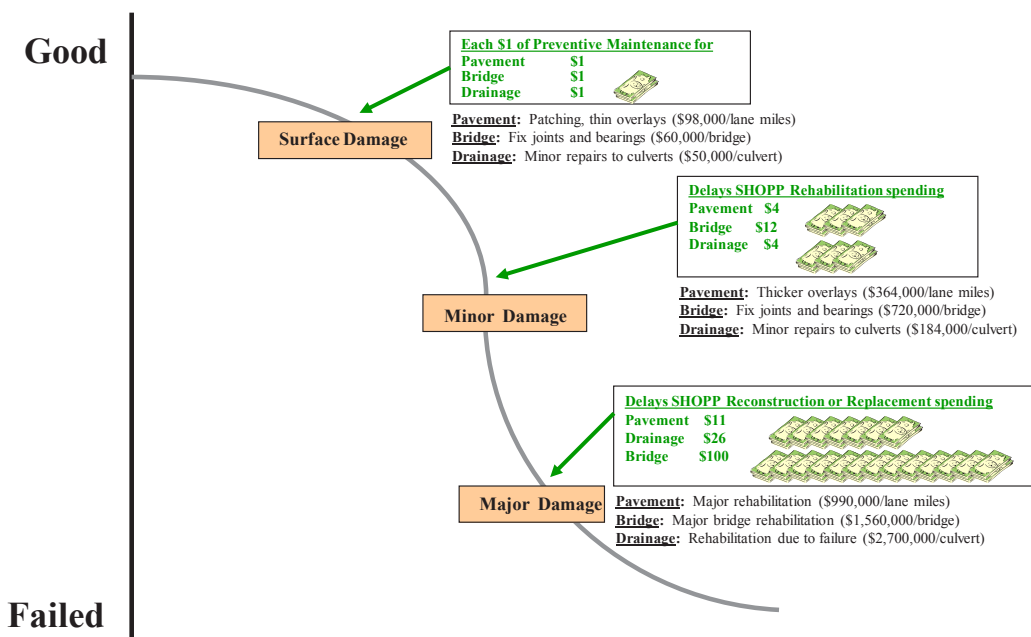 Good
Each $1 of Preventive Maintenance for
Pavement $1
Bridge $1
Drainage $1
Pavement: Patching, thin overlays ($98,000/lane miles)
Bridge: Fix joints and bearings ($60,000/bridge)
Drainage: Minor repairs to culverts ($50,000/culvert)
Surface Damage
Delays SHOPP Rehabilitation spending
Pavement $4
Bridge $12
Drainage $4
Pavement: Thicker overlays ($364,000/lane miles)
Bridge: Fix joints and bearings ($720,000/bridge)
Drainage: Minor repairs to culverts ($184,000/culvert)
Minor Damage
Delays SHOPP Reconstruction or Replacement spending
Pavement $11
Drainage $26
Bridge $100
Pavement: Major rehabilitation ($990,000/lane miles)
Bridge: Major bridge rehabilitation ($1,560,000/bridge)
Drainage: Rehabilitation due to failure ($2,700,000/culvert)
Major Damage
Failed